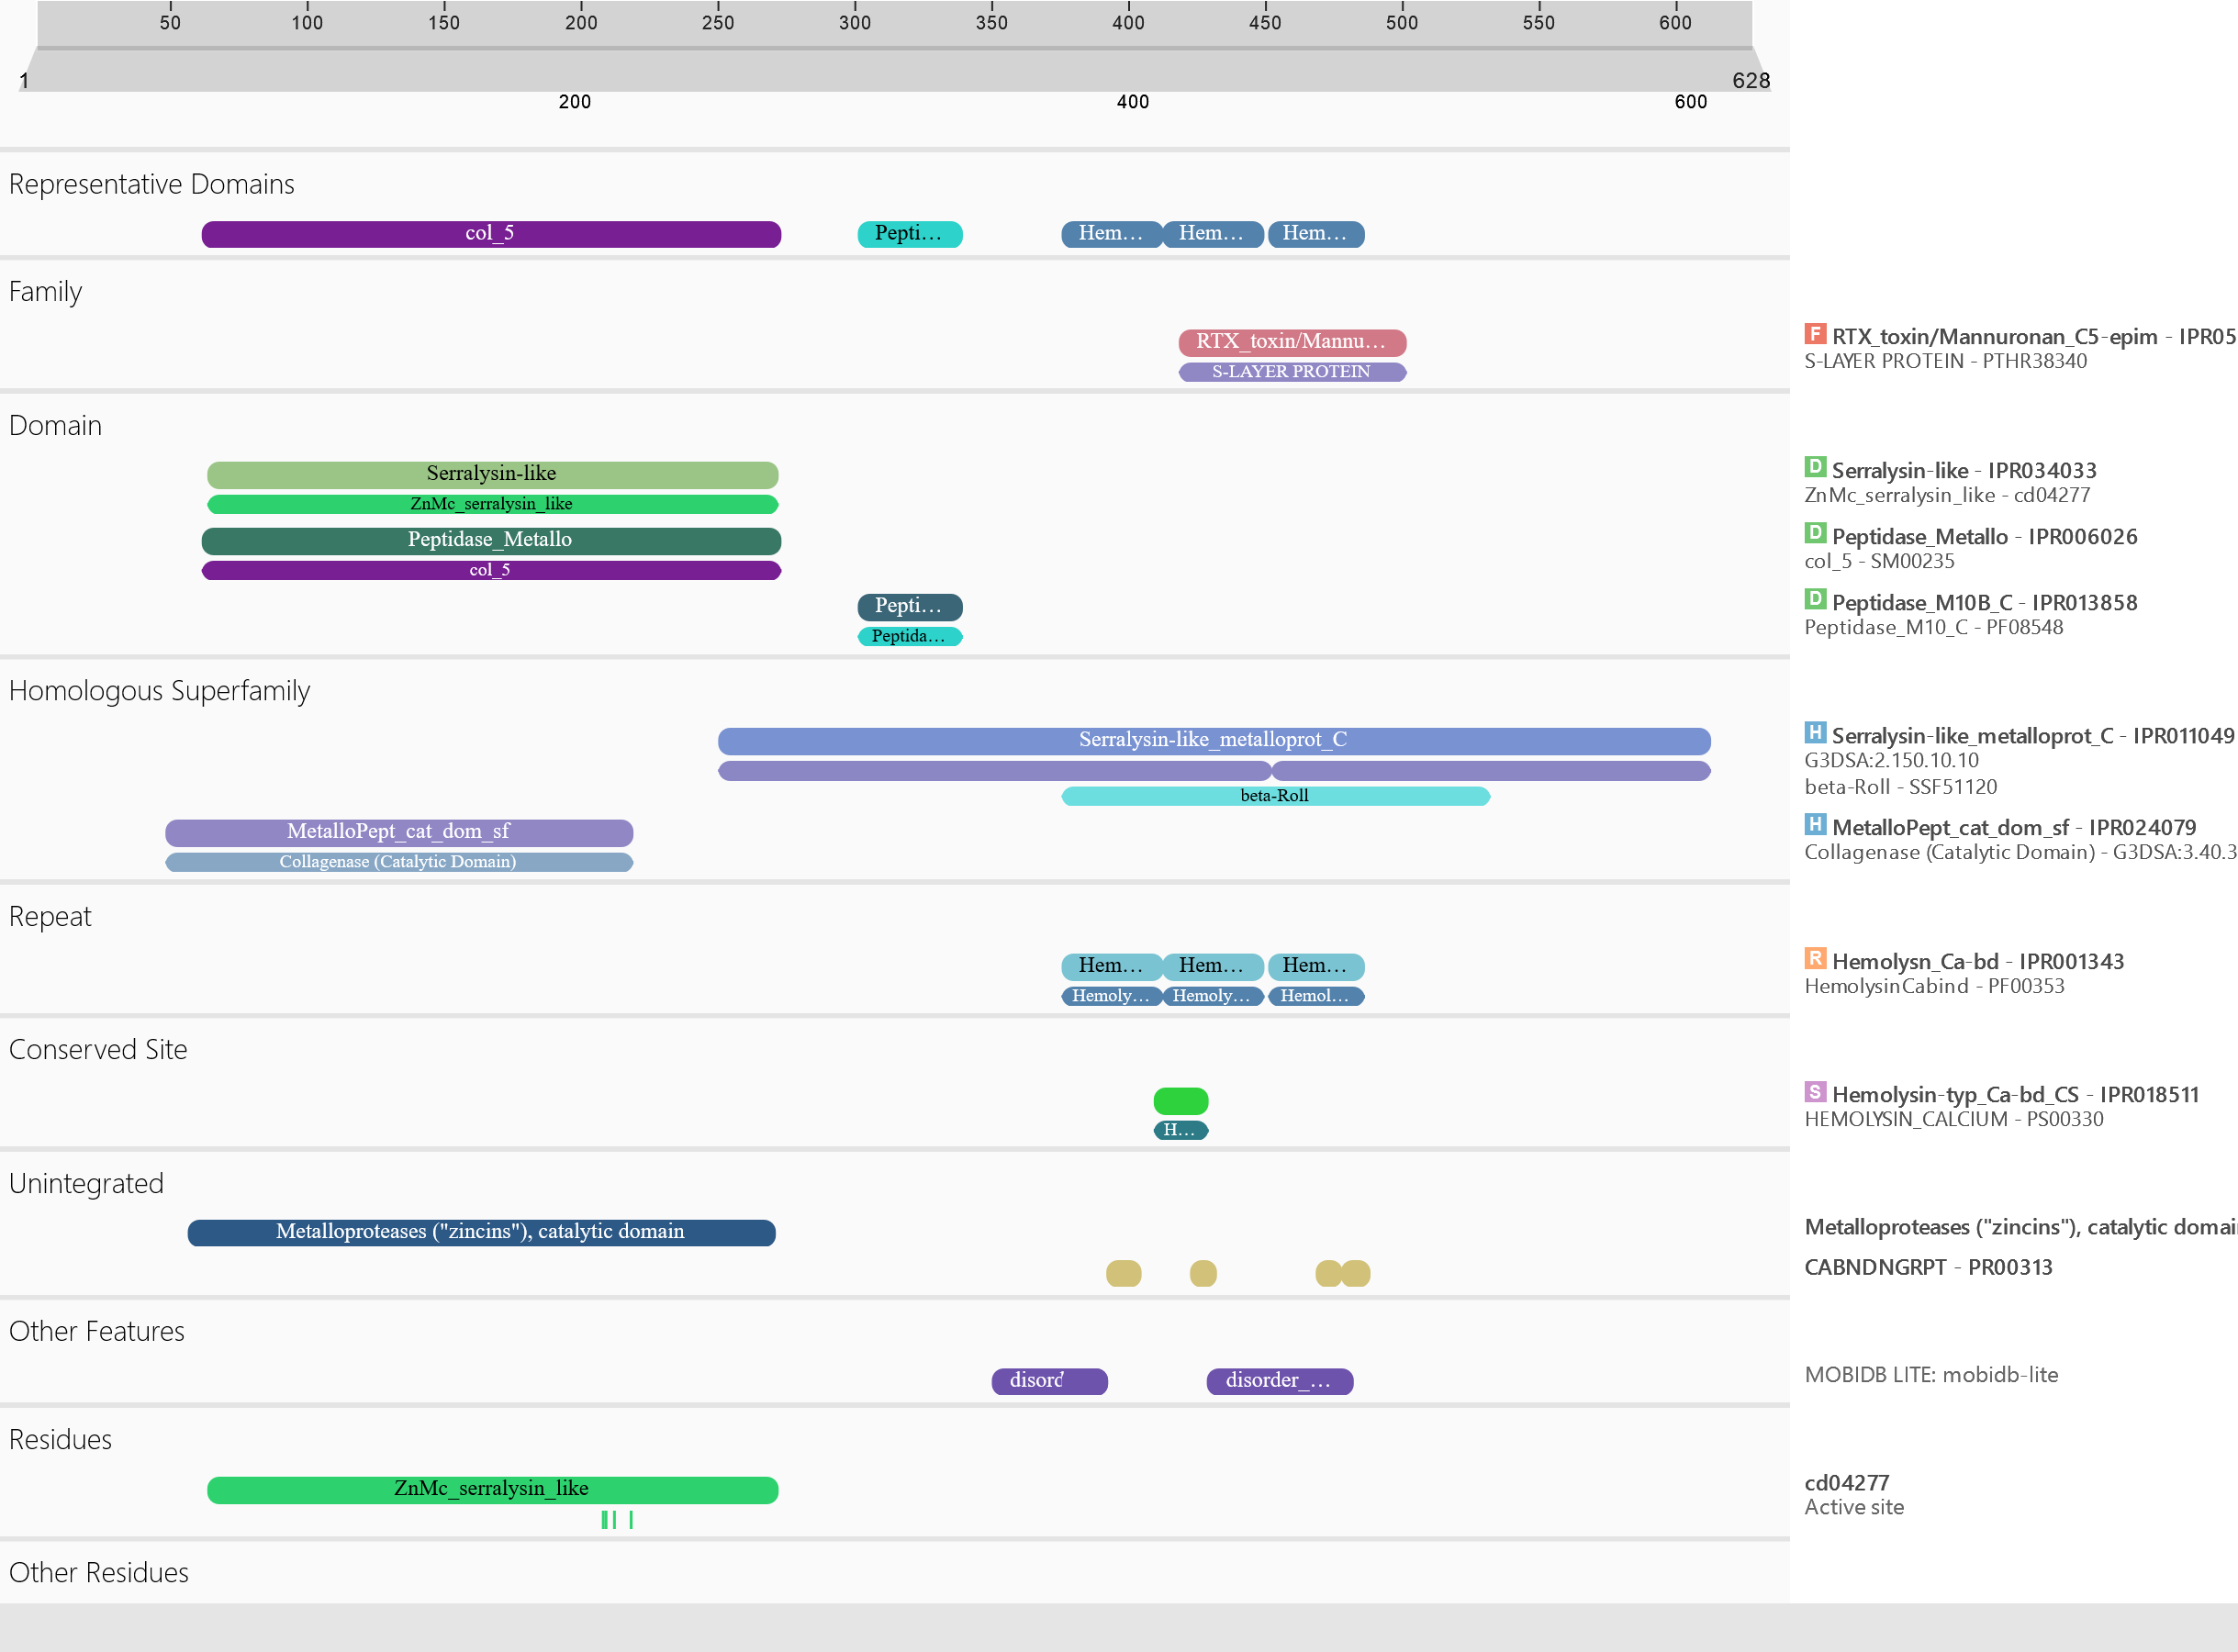 50 100 150 200 250 300 350 400 450 500 550 600
1 628
200 400 600
Representative Domains
col_5 Pepti... Hem... Hem... Hem...
Family
RTX_toxin/Mannu...
F RTX_toxin/Mannuronan_C5-epim - IPR05
S-LAYER PROTEIN
S-LAYER PROTEIN - PTHR38340
Domain
Serralysin-like
D Serralysin-like - IPR034033
ZnMc_serralysin_like
ZnMc_serralysin_like - cd04277
Peptidase_Metallo
D Peptidase_Metallo - IPR006026
col_5
col_5 - SM00235
Pepti...
D Peptidase_M10B_C - IPR013858
Peptida...
Peptidase_M10_C - PF08548
Homologous Superfamily
Serralysin-like_metalloprot_C
H Serralysin-like_metalloprot_C - IPR011049
G3DSA:2.150.10.10
beta-Roll
beta-Roll - SSF51120
MetalloPept_cat_dom_sf
H MetalloPept_cat_dom_sf - IPR024079
Collagenase (Catalytic Domain)
Collagenase (Catalytic Domain) - G3DSA:3.40.3
Repeat
Hem... Hem... Hem...
R Hemolysn_Ca-bd - IPR001343
Hemoly... Hemoly... Hemol...
HemolysinCabind - PF00353
Conserved Site
S Hemolysin-typ_Ca-bd_CS - IPR018511
H...
HEMOLYSIN_CALCIUM - PS00330
Unintegrated
Metalloproteases ("zincins"), catalytic domain
Metalloproteases ("zincins"), catalytic domai
CABNDNGRPT - PR00313
Other Features
disord disorder_...
MOBIDB LITE: mobidb-lite
Residues
ZnMc_serralysin_like
cd04277
Active site
Other Residues